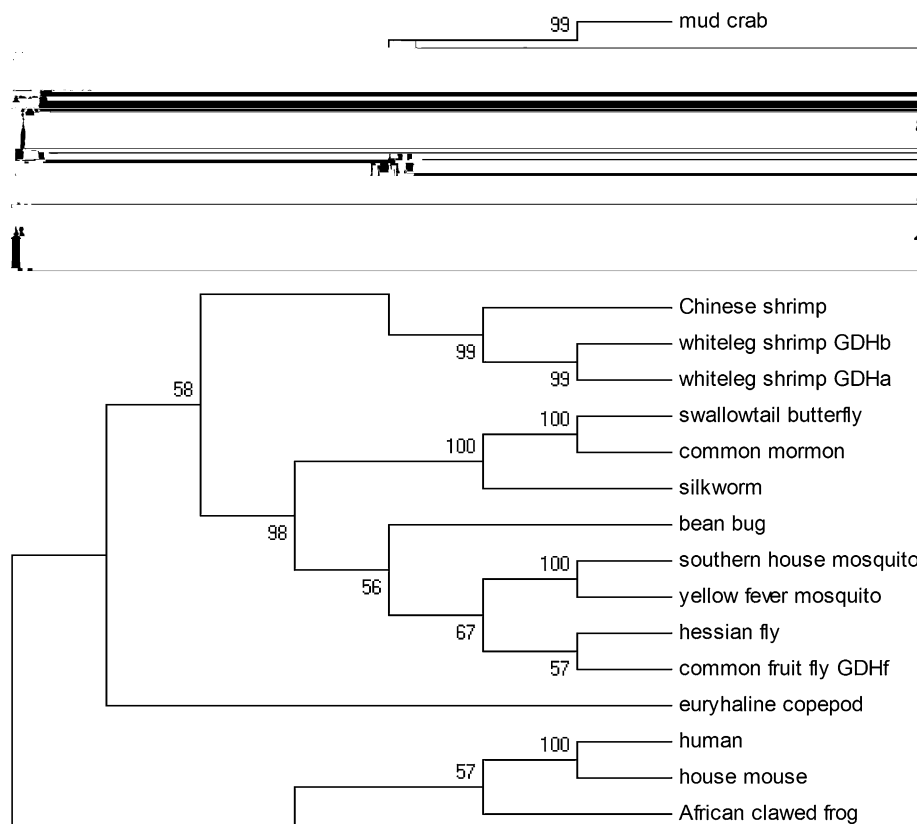 99
mud crab
Chinese shrimp
99
whiteleg shrimp GDHb
99
whiteleg shrimp GDHa
58
100
swallowtail butterfly
100
common mormon
silkworm
98
bean bug
100
southern house mosquito
56
yellow fever mosquito
67
hessian fly
57
common fruit fly GDHf
euryhaline copepod
100
human
57
house mouse
African clawed frog